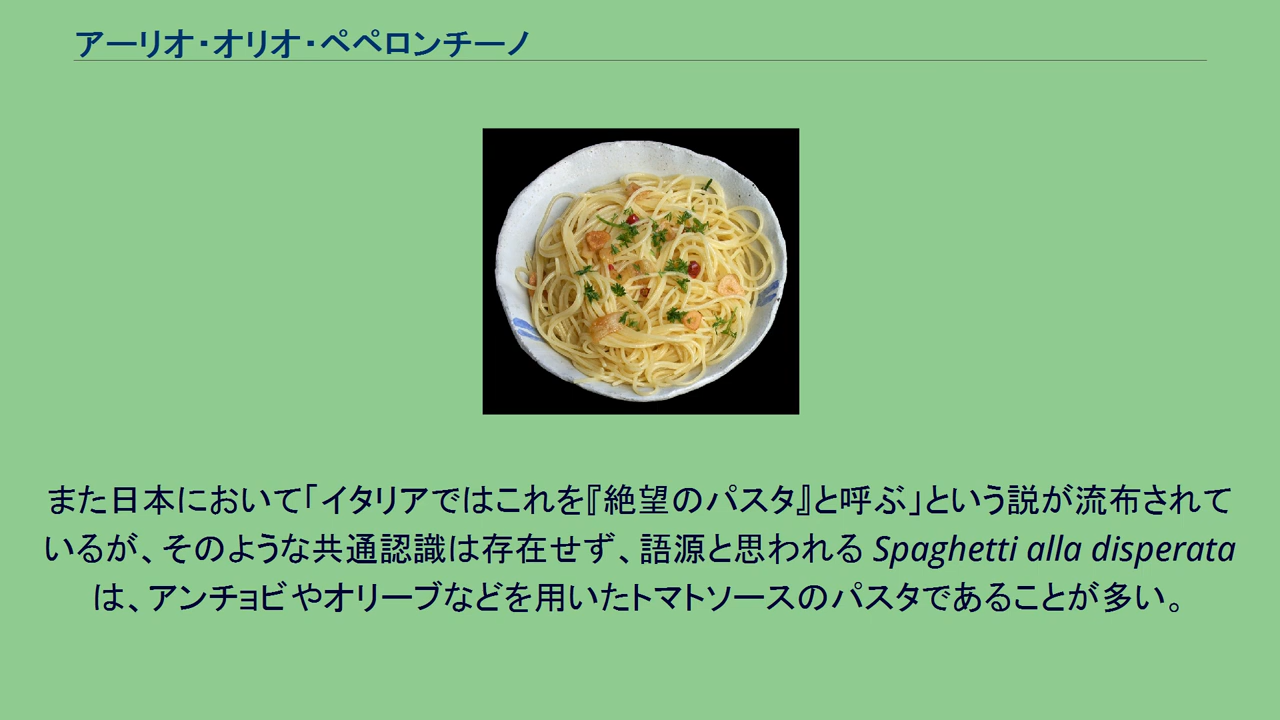 アーリオ・オリオ・ペペロンチーノ
また日本において「イタリアではこれを『絶望のパスタ』と呼ぶ」という説が流布されて
いるが、そのような共通認識は存在せず、語源と思われる Spaghetti alla disperata
は、アンチョビやオリーブなどを用いたトマトソースのパスタであることが多い。